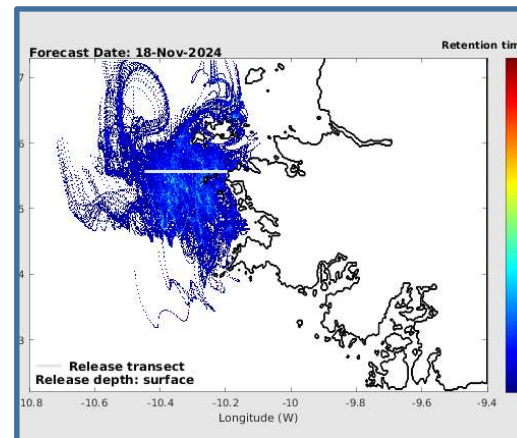 Forecast Date: 18-Nov-2024
Retention tim
7
6
5
4
3
Release transect
Release depth: surface
10.8 -10.6 -10.4 -10.2 -10 -9.8 -9.6 -9.4
Longitude (W)